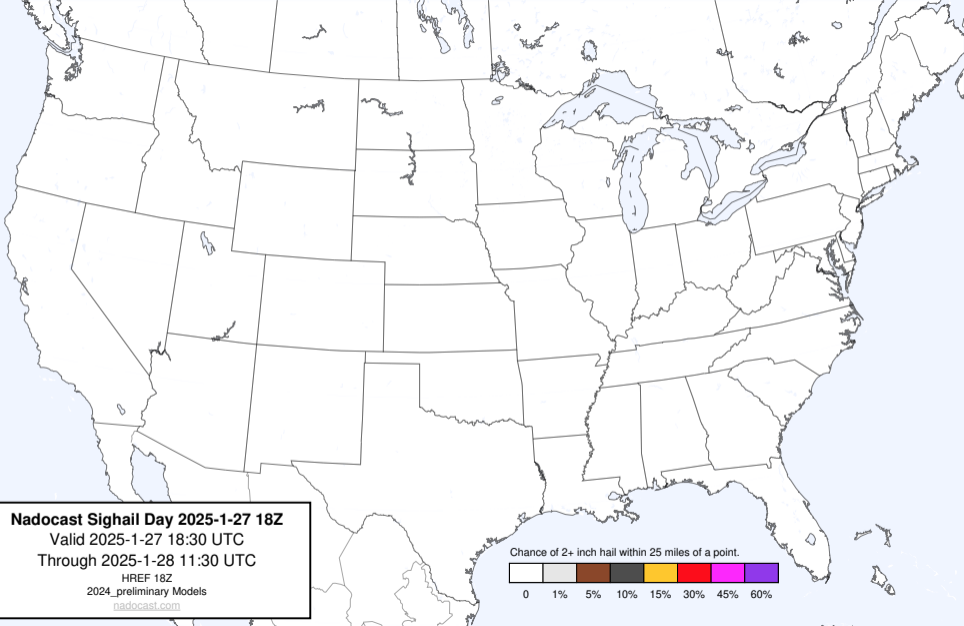 Nadocast Sighail Day 2025-1-27 18Z
Valid 2025-1-27 18:30 UTC
Through 2025-1-28 11:30 UTC
HREF 18Z
2024_preliminary Models
nadocast.com
Chance of 2+ inch hail within 25 miles of a point.
0 1% 5% 10% 15% 30% 45% 60%